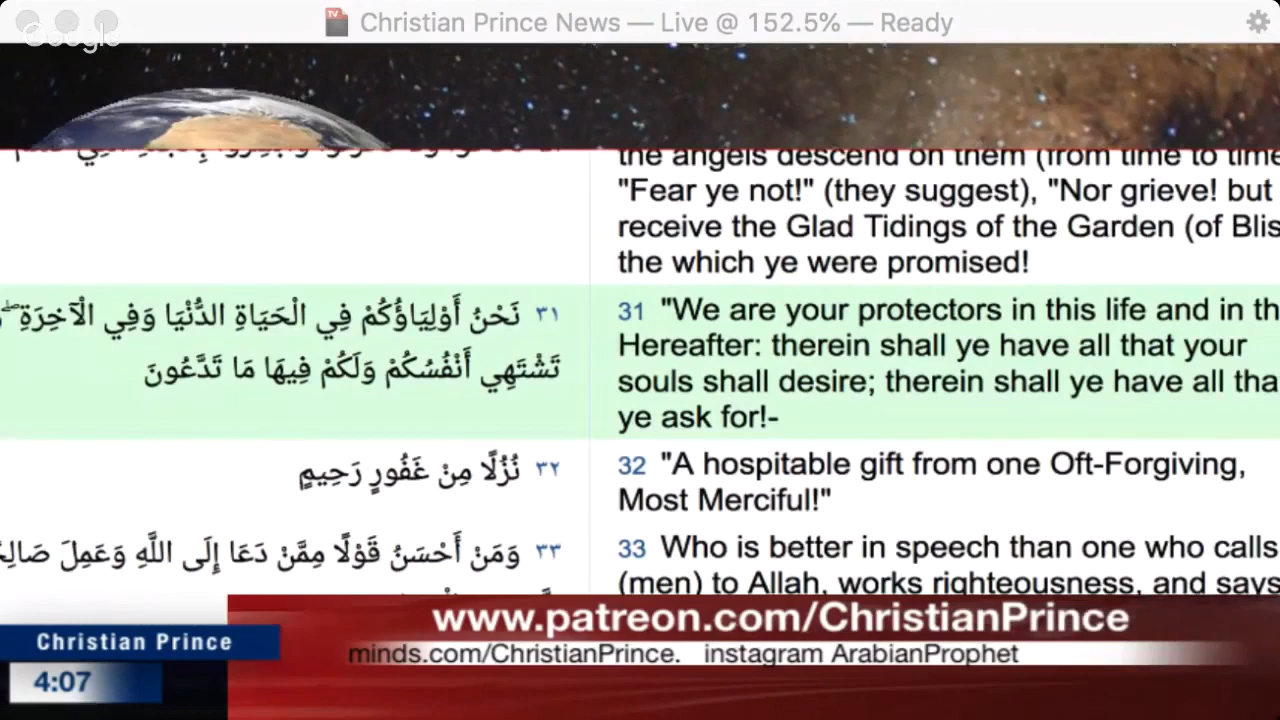 Christian Prince News — Live @ 152.5% — Ready
Google
the angels descend on them (from time to time
"Fear ye not!" (they suggest), "Nor grieve! but
receive the Glad Tidings of the Garden (of Blis
the which ye were promised!
٣١ نَحْنُ أَوْلِيَاؤُكُمْ فِي الْحَيَاةِ الدُّنْيَا وَفِي الْآخِرَةِ ۖ
تَشْتَهِي أَنْفُسُكُمْ وَلَكُمْ فِيهَا مَا تَدَّعُونَ
31 "We are your protectors in this life and in th
Hereafter: therein shall ye have all that your
souls shall desire; therein shall ye have all tha
ye ask for!-
٣٢ نُزُلًا مِنْ غَفُورٍ رَحِيمٍ
32 "A hospitable gift from one Oft-Forgiving,
Most Merciful!"
٣٣ وَمَنْ أَحْسَنُ قَوْلًا مِمَّنْ دَعَا إِلَى اللَّهِ وَعَمِلَ
33 Who is better in speech than one who calls
(men) to Allah, works righteousness, and says
www.patreon.com/ChristianPrince
minds.com/ChristianPrince. instagram ArabianProphet
Christian Prince
4:07